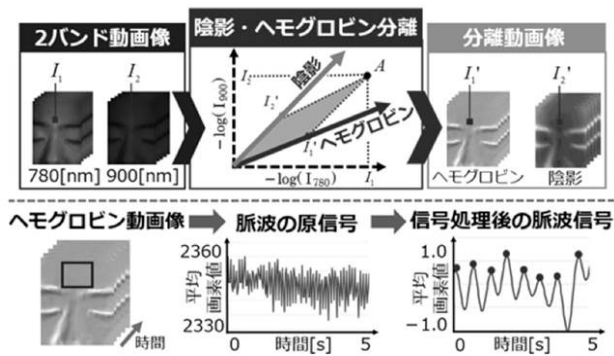 2バンド動画像
I₁
I₂
780[nm]
900[nm]
陰影・ヘモグロビン分離
−log(I₉₀₀)
I₂
I₂'
陰影
A
ヘモグロビン
I₁'
−log(I₇₈₀)
I₁
分離動画像
I₁'
I₂'
ヘモグロビン
陰影
ヘモグロビン動画像
時間
脈波の原信号
平均
画素値
2360
2330
0
時間[s]
5
信号処理後の脈波信号
平均
画素値
1.0
−1.0
0
時間[s]
5